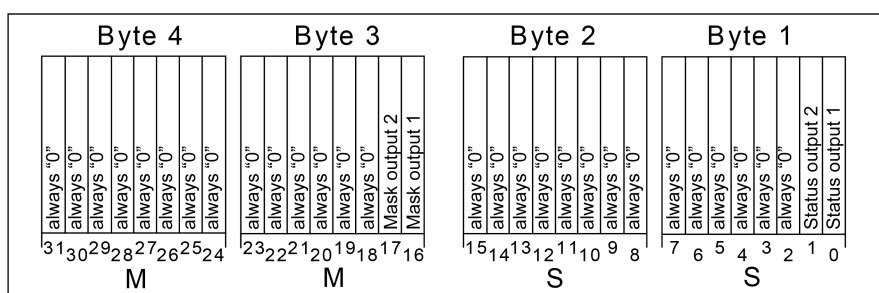 Byte 4 Byte 3 Byte 2 Byte 1
always "0" always "0" always "0" always "0" always "0" always "0" always "0" always "0" always "0" always "0" always "0" always "0" always "0" always "0" Mask output 2 Mask output 1 always "0" always "0" always "0" always "0" always "0" always "0" always "0" always "0" always "0" always "0" always "0" always "0" always "0" always "0" Status output 2 Status output 1
31 30 29 28 27 26 25 24 23 22 21 20 19 18 17 16 15 14 13 12 11 10 9 8 7 6 5 4 3 2 1 0
M M S S